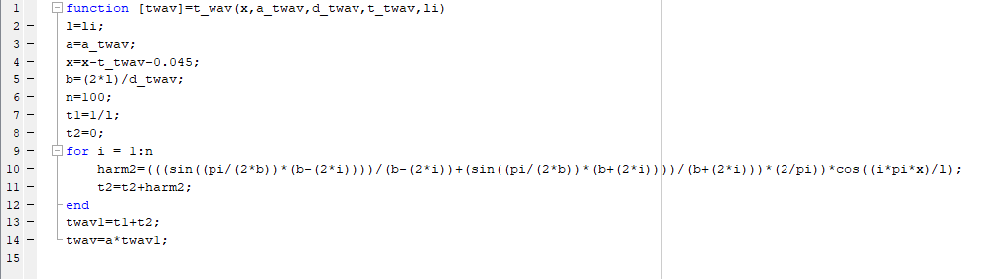 1 function [twav]=t_wav(x,a_twav,d_twav,t_twav,li)
2 - l=li;
3 - a=a_twav;
4 - x=x-t_twav-0.045;
5 - b=(2*l)/d_twav;
6 - n=100;
7 - t1=1/l;
8 - t2=0;
9 - for i = 1:n
10 - harm2=(((sin((pi/(2*b))*(b-(2*i))))/(b-(2*i))+(sin((pi/(2*b))*(b+(2*i))))/(b+(2*i)))*(2/pi))*cos((i*pi*x)/l);
11 - t2=t2+harm2;
12 - end
13 - twav1=t1+t2;
14 - twav=a*twav1;
15